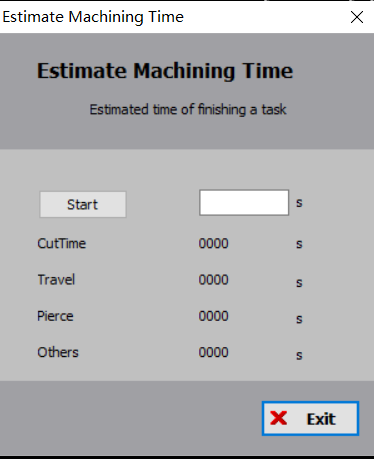 Estimate Machining Time
Estimate Machining Time
Estimated time of finishing a task
Start s
CutTime 0000 s
Travel 0000 s
Pierce 0000 s
Others 0000 s
Exit